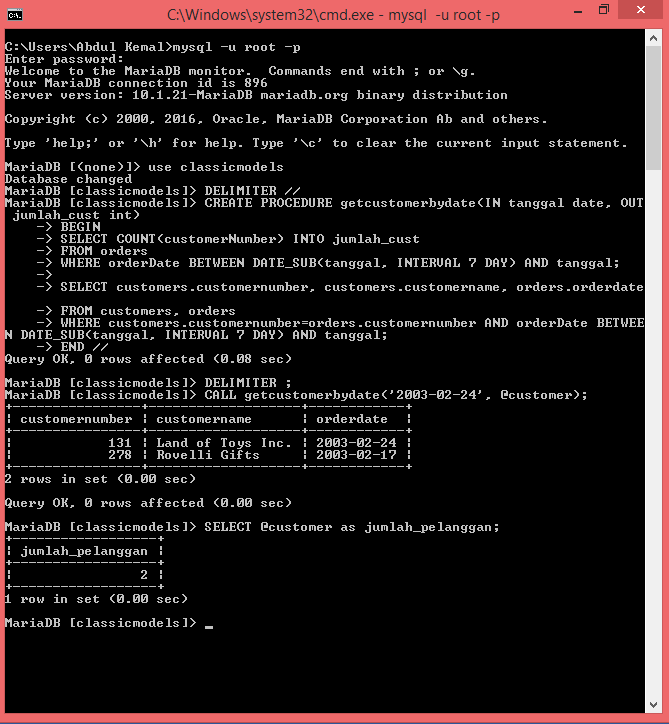 C:\Windows\system32\cmd.exe - mysql -u root -p
C:\Users\Abdul Kemal>mysql -u root -p
Enter password:
Welcome to the MariaDB monitor.  Commands end with ; or \g.
Your MariaDB connection id is 896
Server version: 10.1.21-MariaDB mariadb.org binary distribution
Copyright (c) 2000, 2016, Oracle, MariaDB Corporation Ab and others.
Type 'help;' or '\h' for help. Type '\c' to clear the current input statement.
MariaDB [(none)]> use classicmodels
Database changed
MariaDB [classicmodels]> DELIMITER //
MariaDB [classicmodels]> CREATE PROCEDURE getcustomerbydate(IN tanggal date, OUT
 jumlah_cust int)
    -> BEGIN
    -> SELECT COUNT(customerNumber) INTO jumlah_cust
    -> FROM orders
    -> WHERE orderDate BETWEEN DATE_SUB(tanggal, INTERVAL 7 DAY) AND tanggal;
    ->
    -> SELECT customers.customernumber, customers.customername, orders.orderdate
    -> FROM customers, orders
    -> WHERE customers.customernumber=orders.customernumber AND orderDate BETWEE
N DATE_SUB(tanggal, INTERVAL 7 DAY) AND tanggal;
    -> END //
Query OK, 0 rows affected (0.08 sec)
MariaDB [classicmodels]> DELIMITER ;
MariaDB [classicmodels]> CALL getcustomerbydate('2003-02-24', @customer);
+----------------+--------------------+------------+
| customernumber | customername       | orderdate  |
+----------------+--------------------+------------+
|            131 | Land of Toys Inc.  | 2003-02-24 |
|            278 | Rovelli Gifts      | 2003-02-17 |
+----------------+--------------------+------------+
2 rows in set (0.00 sec)
Query OK, 0 rows affected (0.00 sec)
MariaDB [classicmodels]> SELECT @customer as jumlah_pelanggan;
+------------------+
| jumlah_pelanggan |
+------------------+
|                2 |
+------------------+
1 row in set (0.00 sec)
MariaDB [classicmodels]> _